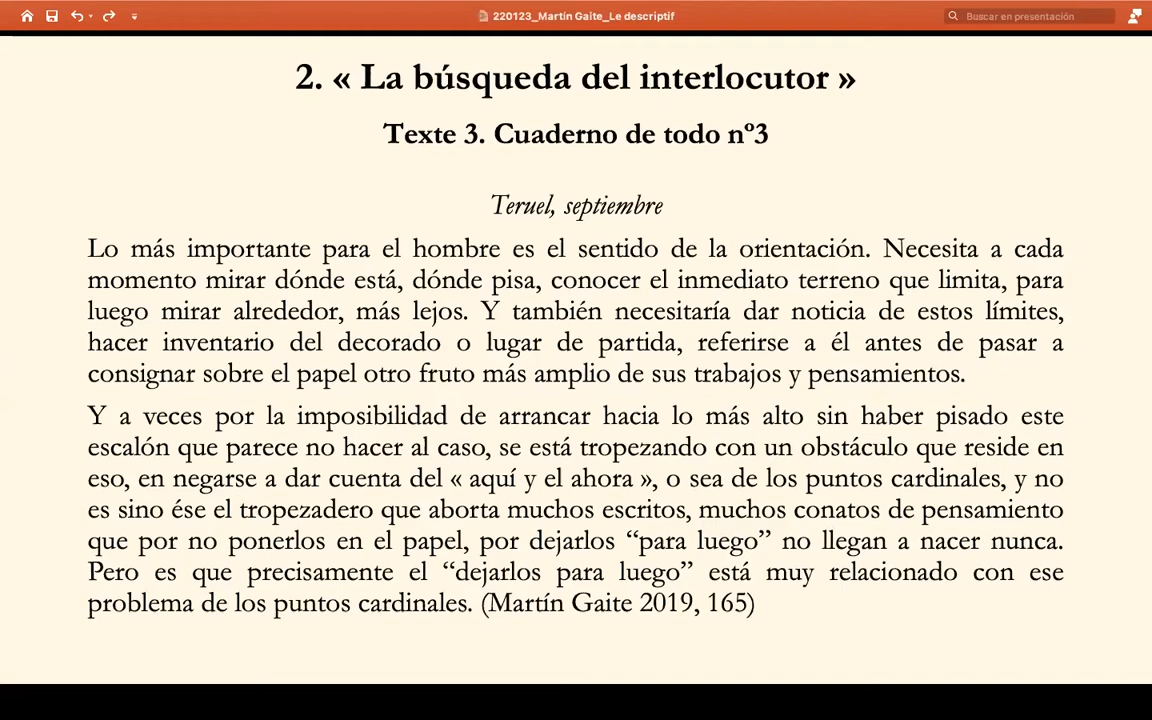 220123_Martín Gaite_Le descriptif
Buscar en presentación
2. « La búsqueda del interlocutor »
Texte 3. Cuaderno de todo nº3
Teruel, septiembre
Lo más importante para el hombre es el sentido de la orientación. Necesita a cada
momento mirar dónde está, dónde pisa, conocer el inmediato terreno que limita, para
luego mirar alrededor, más lejos. Y también necesitaría dar noticia de estos límites,
hacer inventario del decorado o lugar de partida, referirse a él antes de pasar a
consignar sobre el papel otro fruto más amplio de sus trabajos y pensamientos.
Y a veces por la imposibilidad de arrancar hacia lo más alto sin haber pisado este
escalón que parece no hacer al caso, se está tropezando con un obstáculo que reside en
eso, en negarse a dar cuenta del « aquí y el ahora », o sea de los puntos cardinales, y no
es sino ése el tropezadero que aborta muchos escritos, muchos conatos de pensamiento
que por no ponerlos en el papel, por dejarlos “para luego” no llegan a nacer nunca.
Pero es que precisamente el “dejarlos para luego” está muy relacionado con ese
problema de los puntos cardinales. (Martín Gaite 2019, 165)